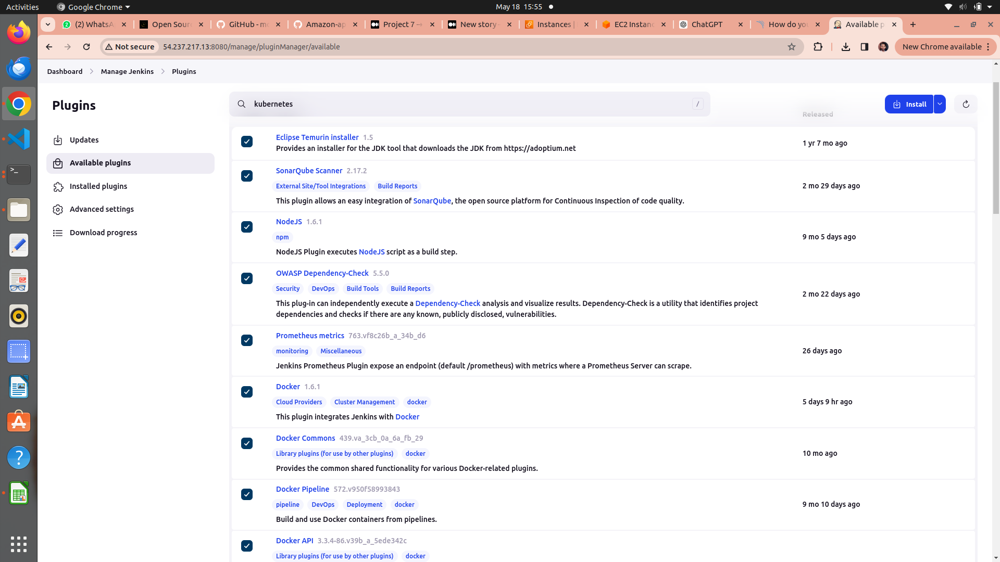 Activities
Google Chrome
May 18 15:55
(2) WhatsA
Open Sour
GitHub - mo
Amazon-ap
Project 7 →
New story
Instances |
EC2 Instanc
ChatGPT
How do you
Available p
Not secure
54.237.217.13:8080/manage/pluginManager/available
New Chrome available
Dashboard
Manage Jenkins
Plugins
Plugins
kubernetes
/
Install
Released
Updates
Available plugins
Installed plugins
Advanced settings
Download progress
Eclipse Temurin installer 1.5
Provides an installer for the JDK tool that downloads the JDK from https://adoptium.net
1 yr 7 mo ago
SonarQube Scanner 2.17.2
External Site/Tool Integrations Build Reports
This plugin allows an easy integration of SonarQube, the open source platform for Continuous Inspection of code quality.
2 mo 29 days ago
NodeJS 1.6.1
npm
NodeJS Plugin executes NodeJS script as a build step.
9 mo 5 days ago
OWASP Dependency-Check 5.5.0
Security DevOps Build Tools Build Reports
This plug-in can independently execute a Dependency-Check analysis and visualize results. Dependency-Check is a utility that identifies project
dependencies and checks if there are any known, publicly disclosed, vulnerabilities.
2 mo 22 days ago
Prometheus metrics 763.vf8c26b_a_34b_d6
monitoring Miscellaneous
Jenkins Prometheus Plugin expose an endpoint (default /prometheus) with metrics where a Prometheus Server can scrape.
26 days ago
Docker 1.6.1
Cloud Providers Cluster Management docker
This plugin integrates Jenkins with Docker
5 days 9 hr ago
Docker Commons 439.va_3cb_0a_6a_fb_29
Library plugins (for use by other plugins) docker
Provides the common shared functionality for various Docker-related plugins.
10 mo ago
Docker Pipeline 572.v950f58993843
pipeline DevOps Deployment docker
Build and use Docker containers from pipelines.
9 mo 10 days ago
Docker API 3.3.4-86.v39b_a_5ede342c
Library plugins (for use by other plugins) docker